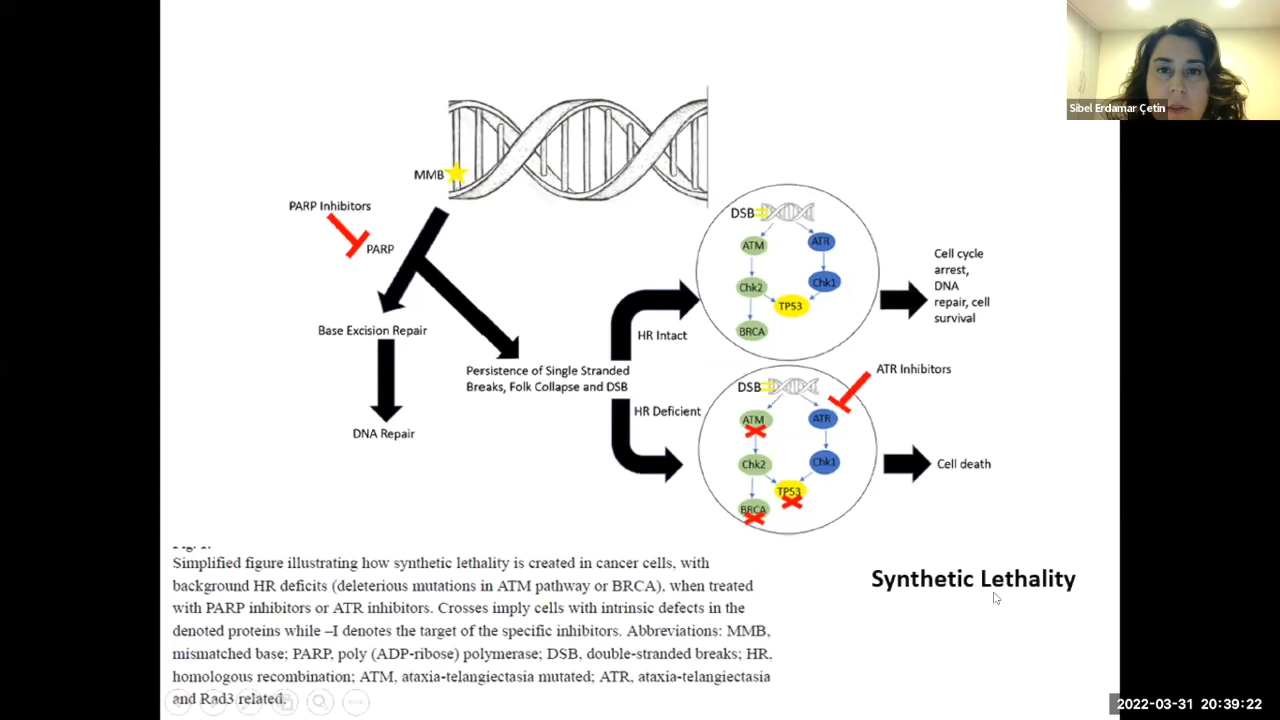 Sibel Erdamar Çetin
MMB
PARP Inhibitors
PARP
Base Excision Repair
DNA Repair
Persistence of Single Stranded
Breaks, Folk Collapse and DSB
HR Intact
HR Deficient
DSB
ATM
ATR
Chk2
Chk1
TP53
BRCA
Cell cycle
arrest,
DNA
repair, cell
survival
DSB
ATM
ATR
Chk2
Chk1
TP53
BRCA
ATR Inhibitors
Cell death
Simplified figure illustrating how synthetic lethality is created in cancer cells, with
background HR deficits (deleterious mutations in ATM pathway or BRCA), when treated
with PARP inhibitors or ATR inhibitors. Crosses imply cells with intrinsic defects in the
denoted proteins while –I denotes the target of the specific inhibitors. Abbreviations: MMB,
mismatched base; PARP, poly (ADP-ribose) polymerase; DSB, double-stranded breaks; HR,
homologous recombination; ATM, ataxia-telangiectasia mutated; ATR, ataxia-telangiectasia
and Rad3 related.
Synthetic Lethality
2022-03-31 20:39:22